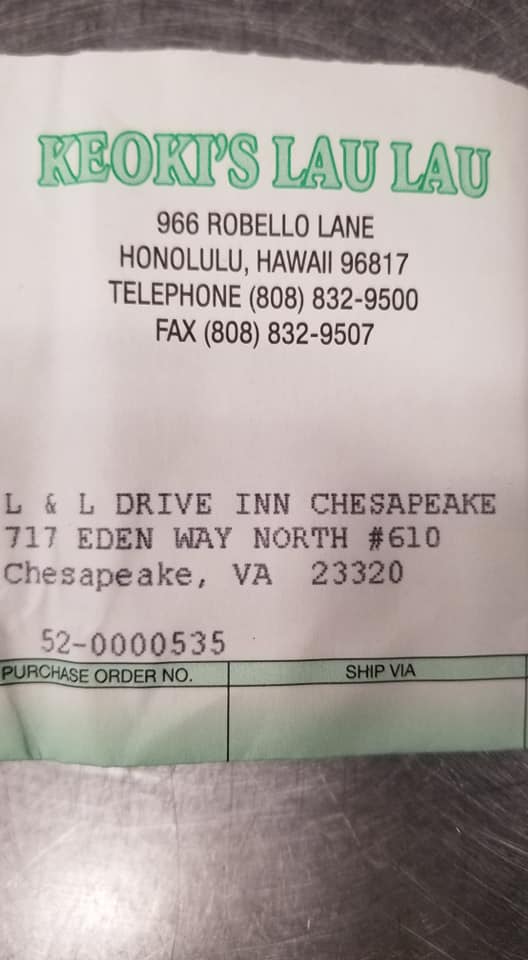 KEOKI'S LAU LAU
966 ROBELLO LANE
HONOLULU, HAWAII 96817
TELEPHONE (808) 832-9500
FAX (808) 832-9507
L & L DRIVE INN CHESAPEAKE
717 EDEN WAY NORTH #610
Chesapeake, VA 23320
52-0000535
PURCHASE ORDER NO. SHIP VIA